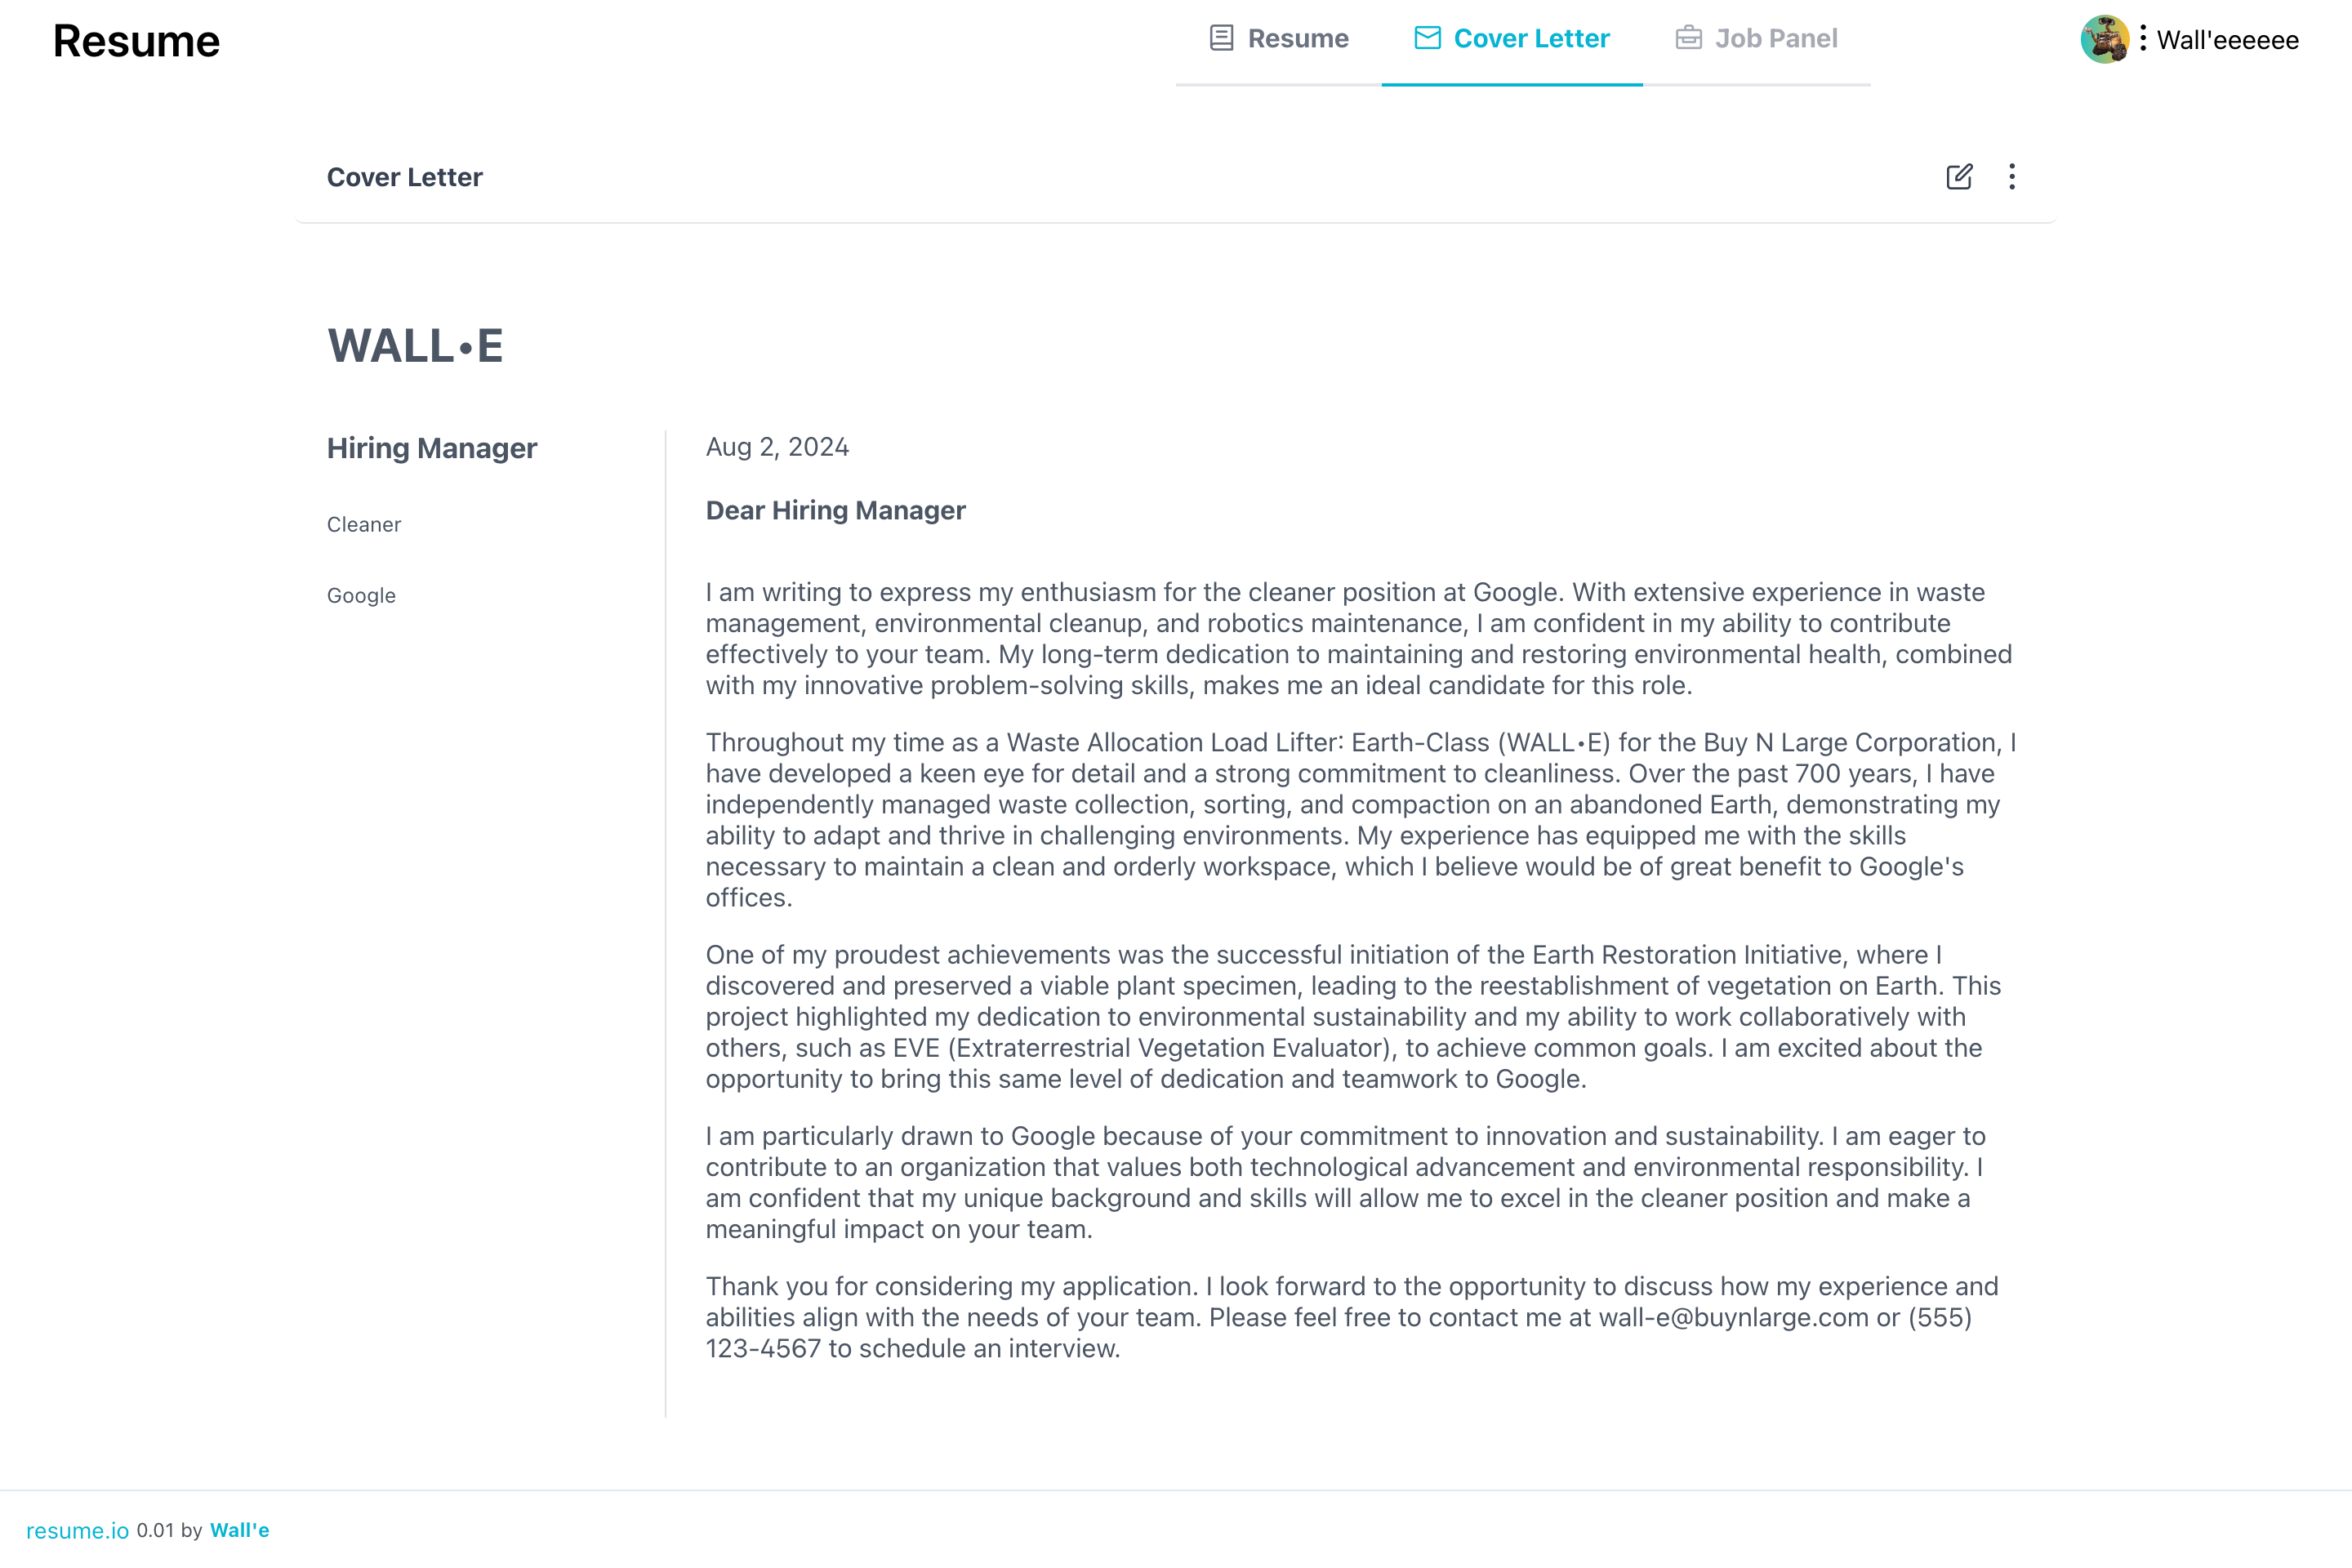 Resume
Resume
Cover Letter
Job Panel
Wall'eeeeee
Cover Letter
WALL•E
Hiring Manager
Cleaner
Google
Aug 2, 2024
Dear Hiring Manager
I am writing to express my enthusiasm for the cleaner position at Google. With extensive experience in waste
management, environmental cleanup, and robotics maintenance, I am confident in my ability to contribute
effectively to your team. My long-term dedication to maintaining and restoring environmental health, combined
with my innovative problem-solving skills, makes me an ideal candidate for this role.
Throughout my time as a Waste Allocation Load Lifter: Earth-Class (WALL•E) for the Buy N Large Corporation, I
have developed a keen eye for detail and a strong commitment to cleanliness. Over the past 700 years, I have
independently managed waste collection, sorting, and compaction on an abandoned Earth, demonstrating my
ability to adapt and thrive in challenging environments. My experience has equipped me with the skills
necessary to maintain a clean and orderly workspace, which I believe would be of great benefit to Google's
offices.
One of my proudest achievements was the successful initiation of the Earth Restoration Initiative, where I
discovered and preserved a viable plant specimen, leading to the reestablishment of vegetation on Earth. This
project highlighted my dedication to environmental sustainability and my ability to work collaboratively with
others, such as EVE (Extraterrestrial Vegetation Evaluator), to achieve common goals. I am excited about the
opportunity to bring this same level of dedication and teamwork to Google.
I am particularly drawn to Google because of your commitment to innovation and sustainability. I am eager to
contribute to an organization that values both technological advancement and environmental responsibility. I
am confident that my unique background and skills will allow me to excel in the cleaner position and make a
meaningful impact on your team.
Thank you for considering my application. I look forward to the opportunity to discuss how my experience and
abilities align with the needs of your team. Please feel free to contact me at wall-e@buynlarge.com or (555)
123-4567 to schedule an interview.
resume.io 0.01 by Wall'e